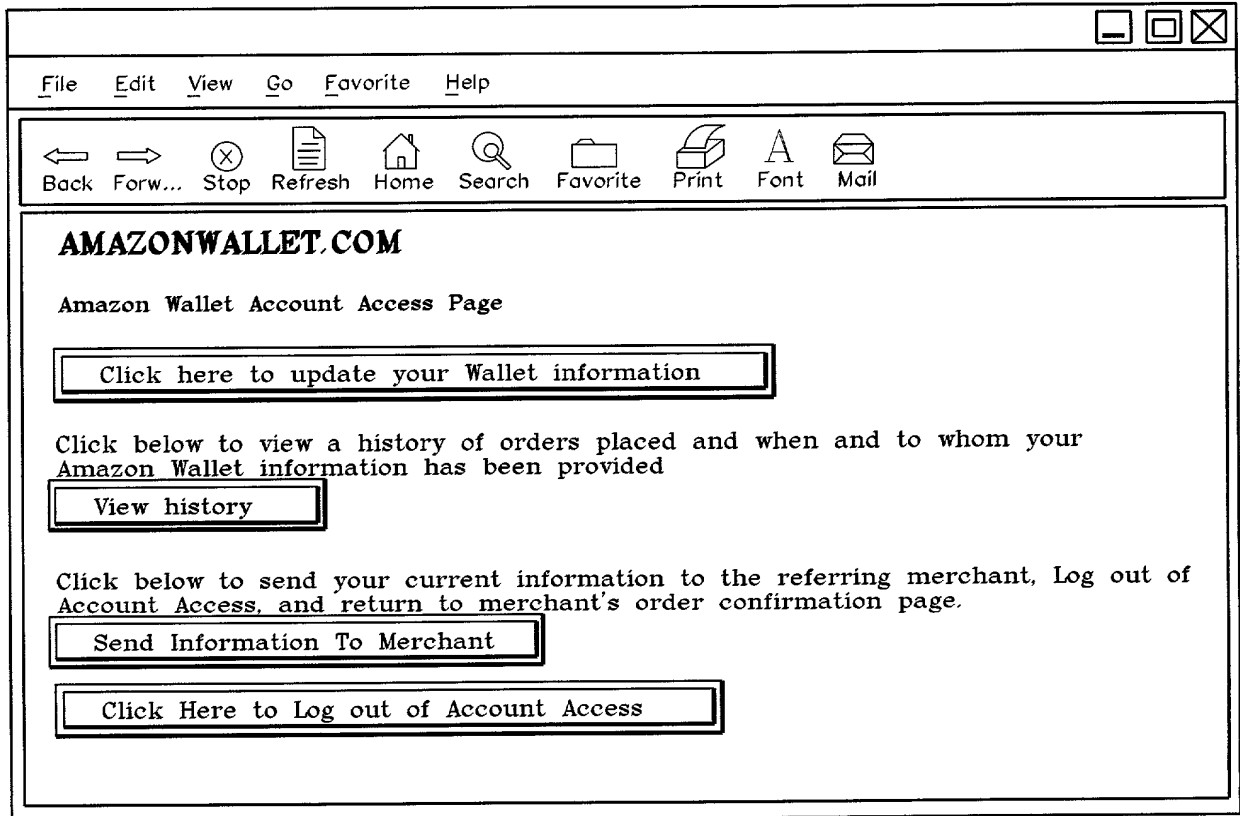 File Edit View Go Favorite Help
Back Forw... Stop Refresh Home Search Favorite Print Font Mail
AMAZONWALLET.COM
Amazon Wallet Account Access Page
Click here to update your Wallet information
Click below to view a history of orders placed and when and to whom your
Amazon Wallet information has been provided
View history
Click below to send your current information to the referring merchant, Log out of
Account Access, and return to merchant's order confirmation page.
Send Information To Merchant
Click Here to Log out of Account Access